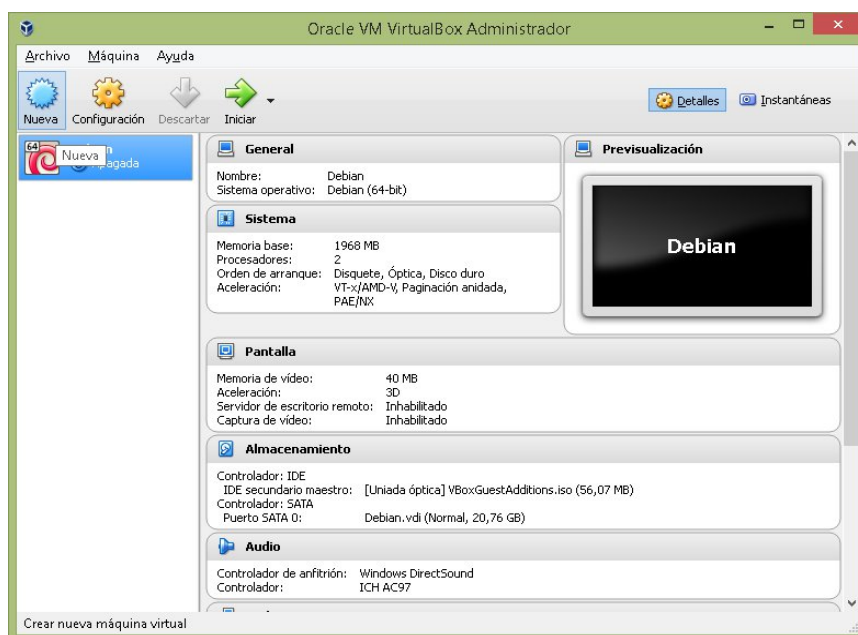 Oracle VM VirtualBox Administrador
Archivo Máquina Ayuda
Nueva Configuración Descartar Iniciar
Detalles Instantáneas
64
Nueva
Apagada
General
Nombre: Debian
Sistema operativo: Debian (64-bit)
Sistema
Memoria base: 1968 MB
Procesadores: 2
Orden de arranque: Disquete, Óptica, Disco duro
Aceleración: VT-x/AMD-V, Paginación anidada,
PAE/NX
Previsualización
Debian
Pantalla
Memoria de vídeo: 40 MB
Aceleración: 3D
Servidor de escritorio remoto: Inhabilitado
Captura de vídeo: Inhabilitado
Almacenamiento
Controlador: IDE
IDE secundario maestro: [Uniada óptica] VBoxGuestAdditions.iso (56,07 MB)
Controlador: SATA
Puerto SATA 0: Debian.vdi (Normal, 20,76 GB)
Audio
Controlador de anfitrión: Windows DirectSound
Controlador: ICH AC97
Crear nueva máquina virtual